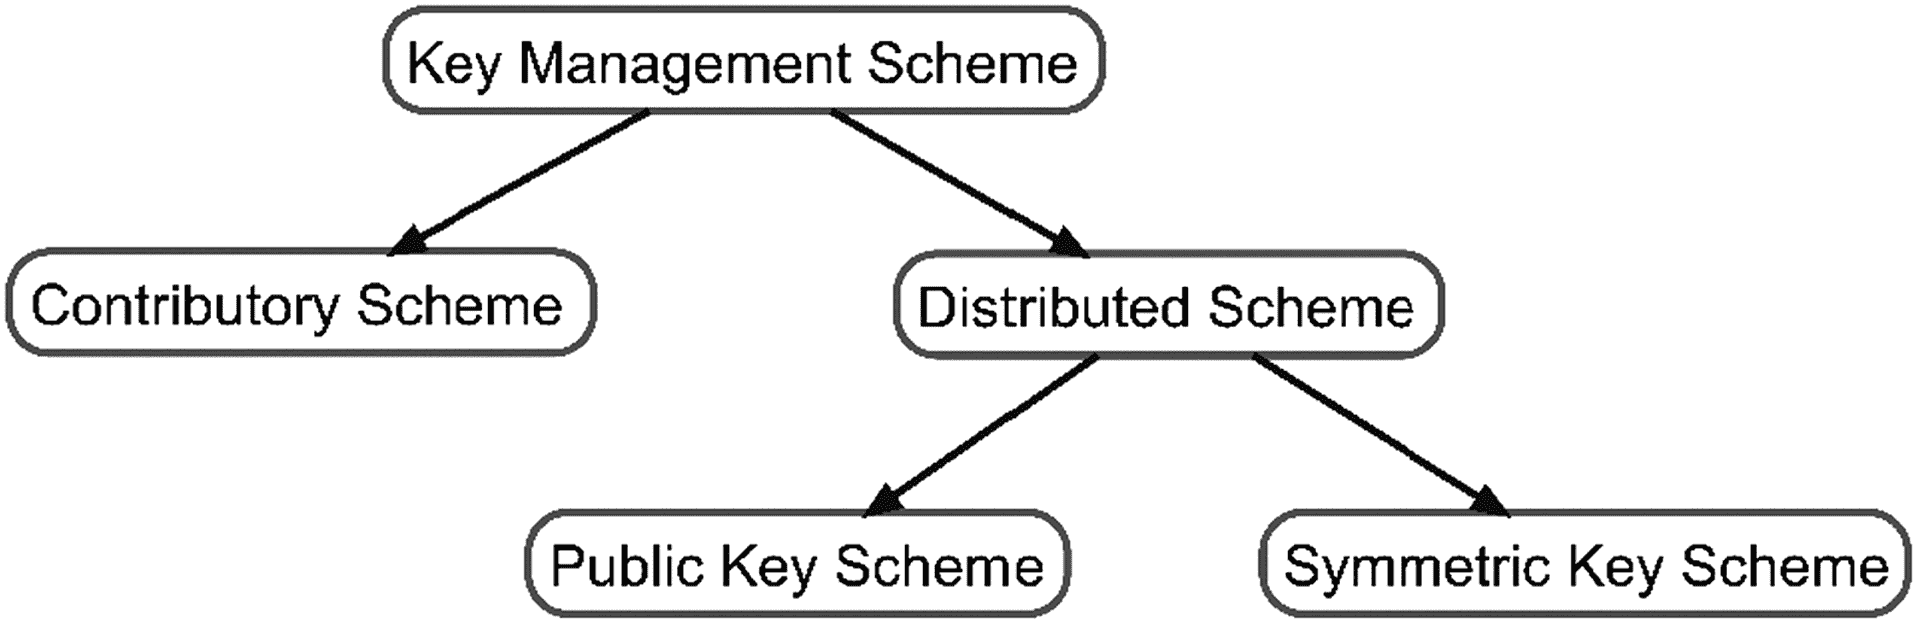 Key Management Scheme
Contributory Scheme
Distributed Scheme
Public Key Scheme
Symmetric Key Scheme